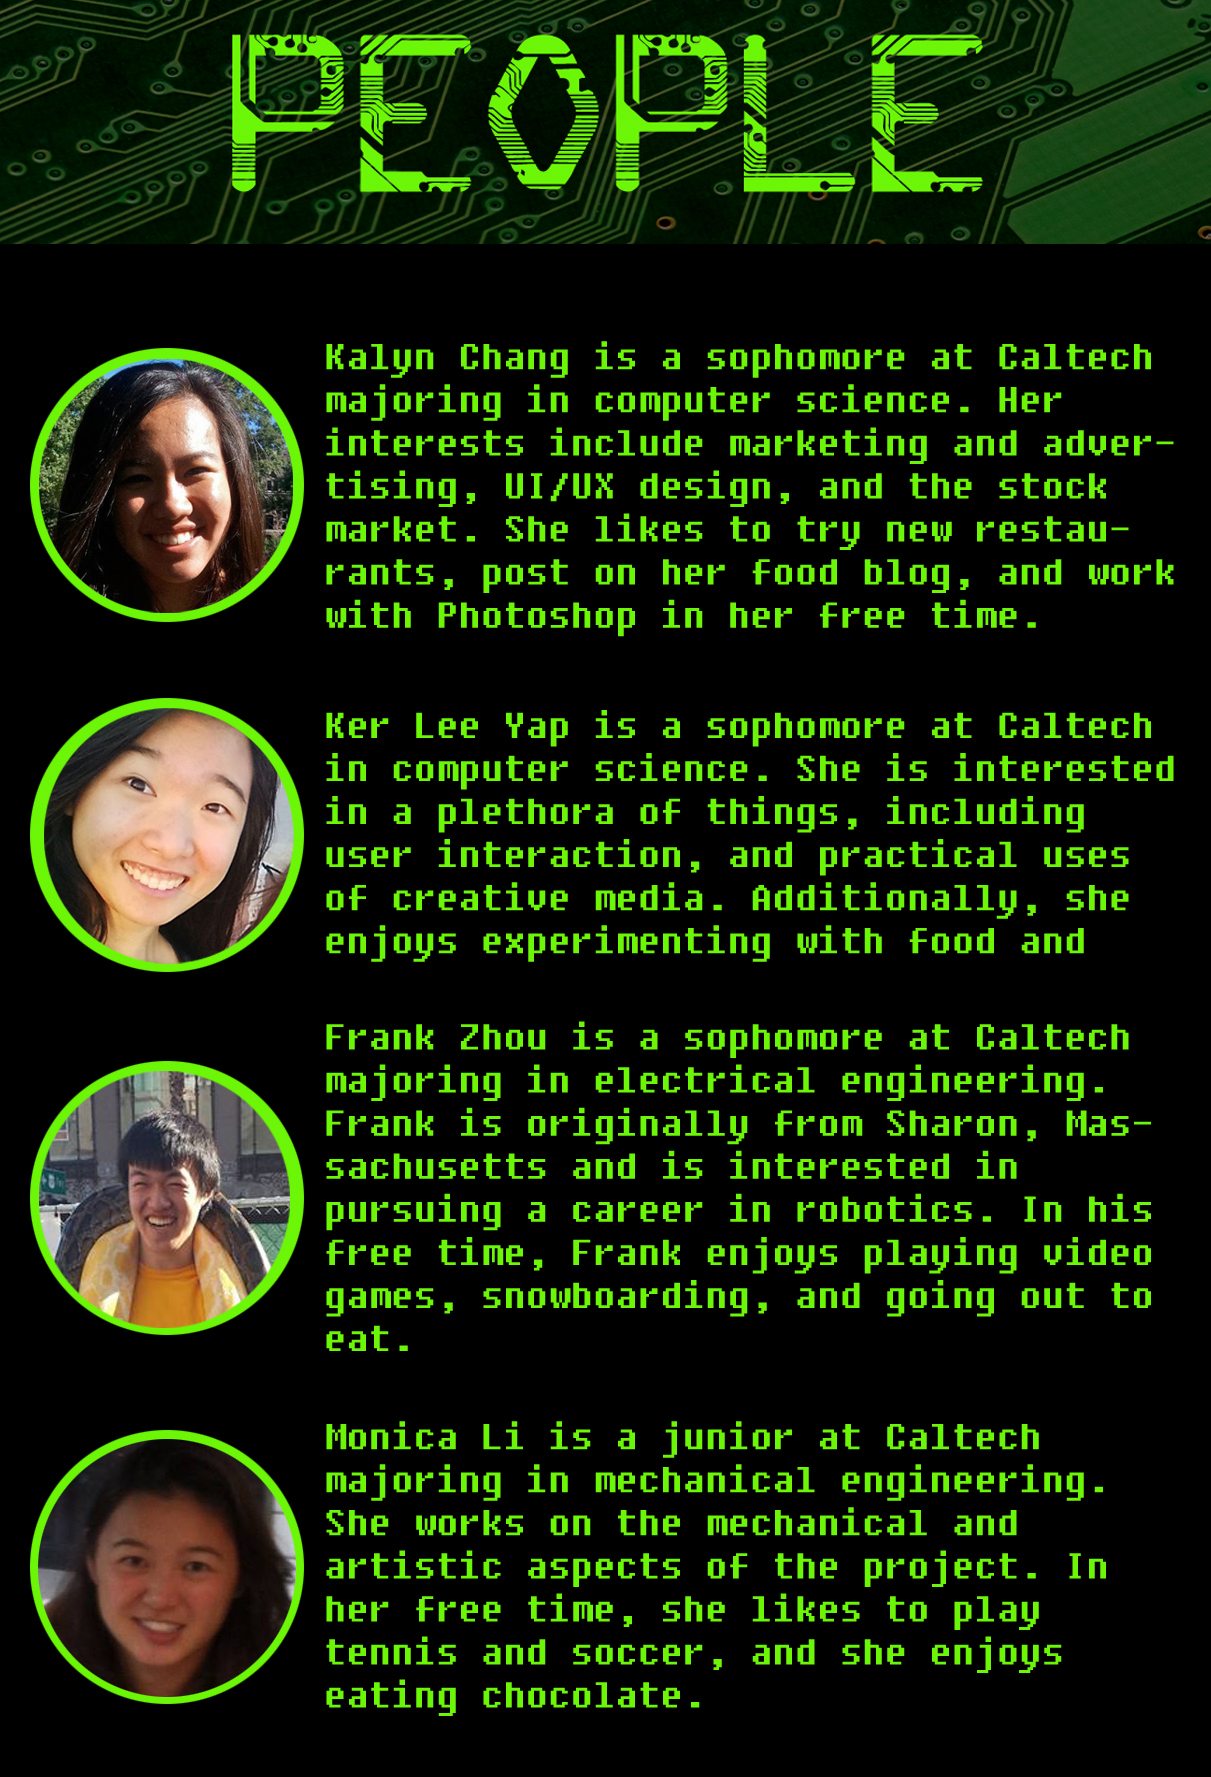 PEOPLE
Kalyn Chang is a sophomore at Caltech
majoring in computer science. Her
interests include marketing and adver-
tising, UI/UX design, and the stock
market. She likes to try new restau-
rants, post on her food blog, and work
with Photoshop in her free time.
Ker Lee Yap is a sophomore at Caltech
in computer science. She is interested
in a plethora of things, including
user interaction, and practical uses
of creative media. Additionally, she
enjoys experimenting with food and
Frank Zhou is a sophomore at Caltech
majoring in electrical engineering.
Frank is originally from Sharon, Mas-
sachusetts and is interested in
pursuing a career in robotics. In his
free time, Frank enjoys playing video
games, snowboarding, and going out to
eat.
Monica Li is a junior at Caltech
majoring in mechanical engineering.
She works on the mechanical and
artistic aspects of the project. In
her free time, she likes to play
tennis and soccer, and she enjoys
eating chocolate.